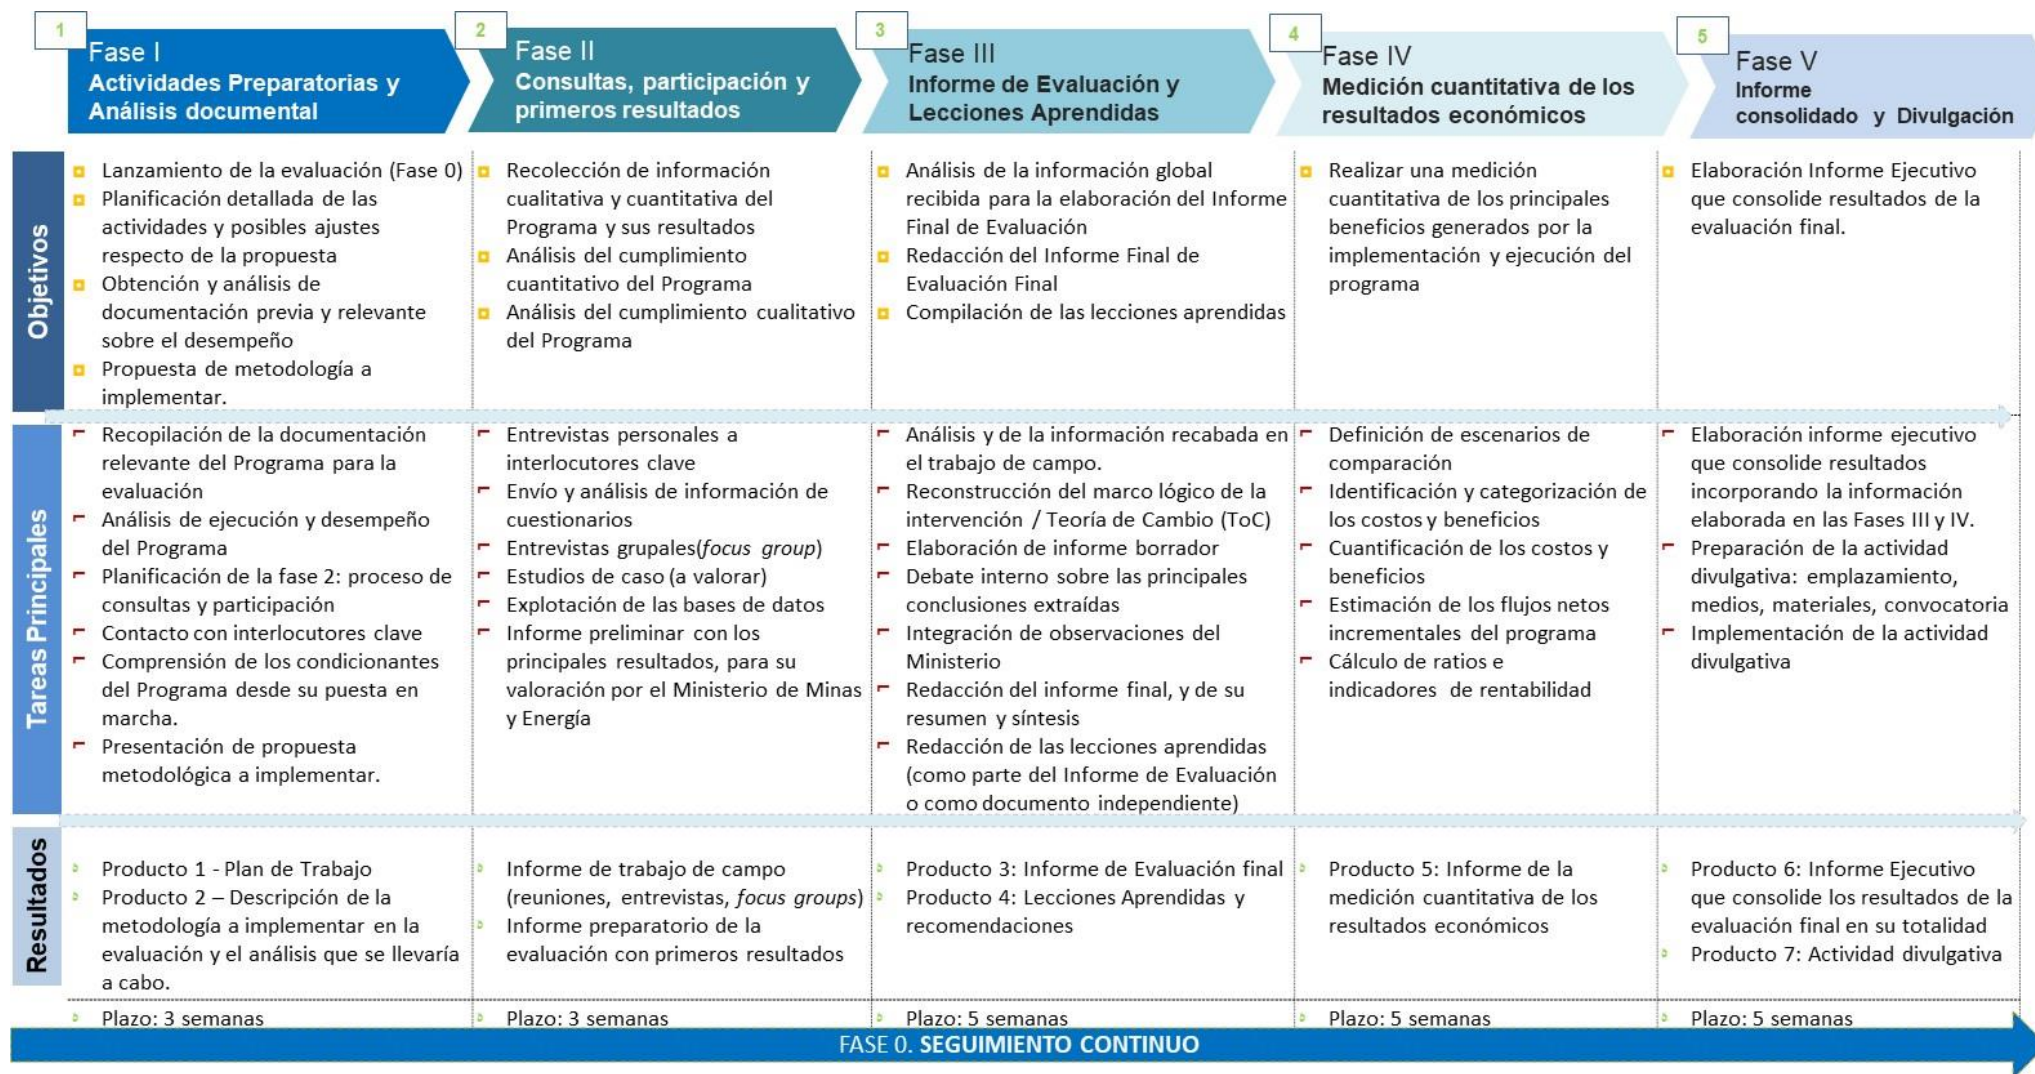 1
Fase I
Actividades Preparatorias y
Análisis documental
2
Fase II
Consultas, participación y
primeros resultados
3
Fase III
Informe de Evaluación y
Lecciones Aprendidas
4
Fase IV
Medición cuantitativa de los
resultados económicos
5
Fase V
Informe
consolidado y Divulgación
Objetivos
Lanzamiento de la evaluación (Fase 0)
Planificación detallada de las
actividades y posibles ajustes
respecto de la propuesta
Obtención y análisis de
documentación previa y relevante
sobre el desempeño
Propuesta de metodología a
implementar.
Recolección de información
cualitativa y cuantitativa del
Programa y sus resultados
Análisis del cumplimiento
cuantitativo del Programa
Análisis del cumplimiento cualitativo
del Programa
Análisis de la información global
recibida para la elaboración del Informe
Final de Evaluación
Redacción del Informe Final de
Evaluación Final
Compilación de las lecciones aprendidas
Realizar una medición
cuantitativa de los principales
beneficios generados por la
implementación y ejecución del
programa
Elaboración Informe Ejecutivo
que consolide resultados de la
evaluación final.
Tareas Principales
Recopilación de la documentación
relevante del Programa para la
evaluación
Análisis de ejecución y desempeño
del Programa
Planificación de la fase 2: proceso de
consultas y participación
Contacto con interlocutores clave
Comprensión de los condicionantes
del Programa desde su puesta en
marcha.
Presentación de propuesta
metodológica a implementar.
Entrevistas personales a
interlocutores clave
Envío y análisis de información de
cuestionarios
Entrevistas grupales(focus group)
Estudios de caso (a valorar)
Explotación de las bases de datos
Informe preliminar con los
principales resultados, para su
valoración por el Ministerio de Minas
y Energía
Análisis y de la información recabada en
el trabajo de campo.
Reconstrucción del marco lógico de la
intervención / Teoría de Cambio (ToC)
Elaboración de informe borrador
Debate interno sobre las principales
conclusiones extraídas
Integración de observaciones del
Ministerio
Redacción del informe final, y de su
resumen y síntesis
Redacción de las lecciones aprendidas
(como parte del Informe de Evaluación
o como documento independiente)
Definición de escenarios de
comparación
Identificación y categorización de
los costos y beneficios
Cuantificación de los costos y
beneficios
Estimación de los flujos netos
incrementales del programa
Cálculo de ratios e
indicadores de rentabilidad
Elaboración informe ejecutivo
que consolide resultados
incorporando la información
elaborada en las Fases III y IV.
Preparación de la actividad
divulgativa: emplazamiento,
medios, materiales, convocatoria
Implementación de la actividad
divulgativa
Resultados
Producto 1 - Plan de Trabajo
Producto 2 – Descripción de la
metodología a implementar en la
evaluación y el análisis que se llevaría
a cabo.
Informe de trabajo de campo
(reuniones, entrevistas, focus groups)
Informe preparatorio de la
evaluación con primeros resultados
Producto 3: Informe de Evaluación final
Producto 4: Lecciones Aprendidas y
recomendaciones
Producto 5: Informe de la
medición cuantitativa de los
resultados económicos
Producto 6: Informe Ejecutivo
que consolide los resultados de la
evaluación final en su totalidad
Producto 7: Actividad divulgativa
Plazo: 3 semanas
Plazo: 3 semanas
Plazo: 5 semanas
Plazo: 5 semanas
Plazo: 5 semanas
FASE 0. SEGUIMIENTO CONTINUO